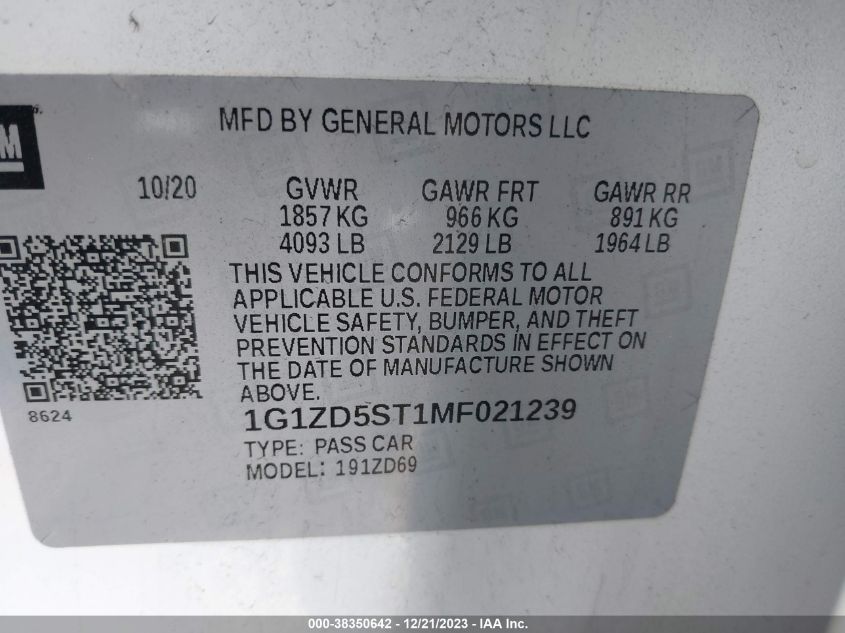 MFD BY GENERAL MOTORS LLC
10/20 GVWR GAWR FRT GAWR RR
1857 KG 966 KG 891 KG
4093 LB 2129 LB 1964 LB
THIS VEHICLE CONFORMS TO ALL
APPLICABLE U.S. FEDERAL MOTOR
VEHICLE SAFETY, BUMPER, AND THEFT
PREVENTION STANDARDS IN EFFECT ON
THE DATE OF MANUFACTURE SHOWN
ABOVE.
8624
1G1ZD5ST1MF021239
TYPE: PASS CAR
MODEL: 191ZD69
000-38350642 - 12/21/2023 - IAA Inc.